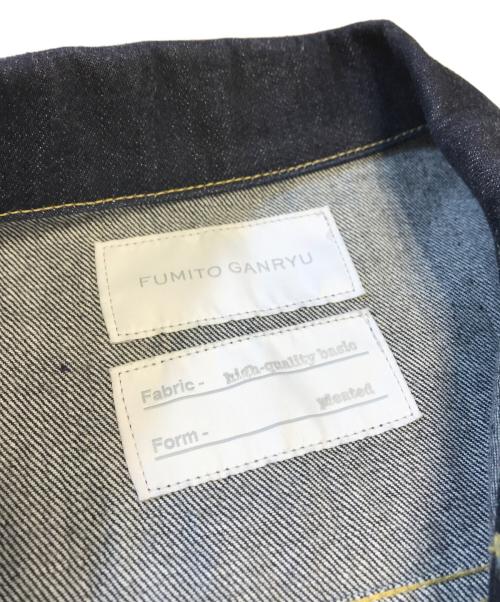 FUMITO GANRYU
Fabric - high-quality basic
Form - pleated